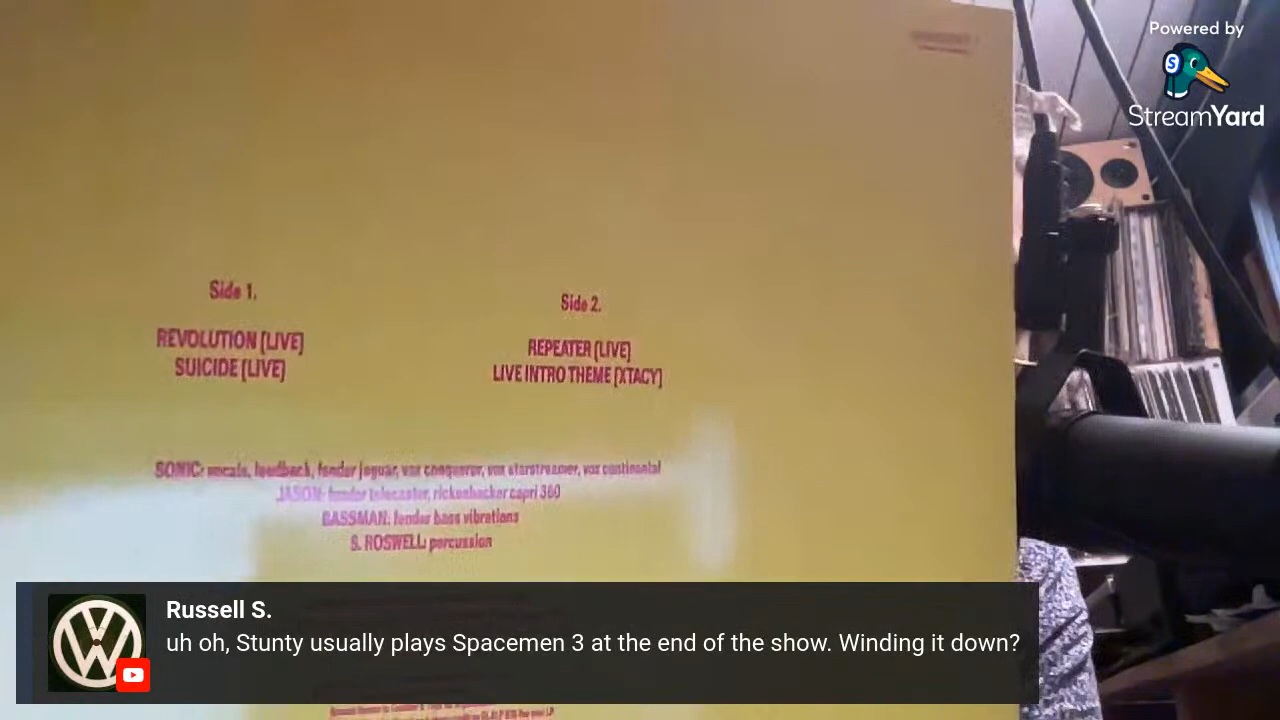 Powered by
StreamYard
Side 1.
REVOLUTION [LIVE]
SUICIDE [LIVE]
Side 2.
REPEATER [LIVE]
LIVE INTRO THEME [XTACY]
SONIC: vocals, feedback, fender jaguar, vox conqueror, vox starstreamer, vox continental
JASON: fender telecaster, rickenbacker capri 360
BASSMAN: fender bass vibrations
S. ROSWELL: percussion
Russell S.
uh oh, Stunty usually plays Spacemen 3 at the end of the show. Winding it down?